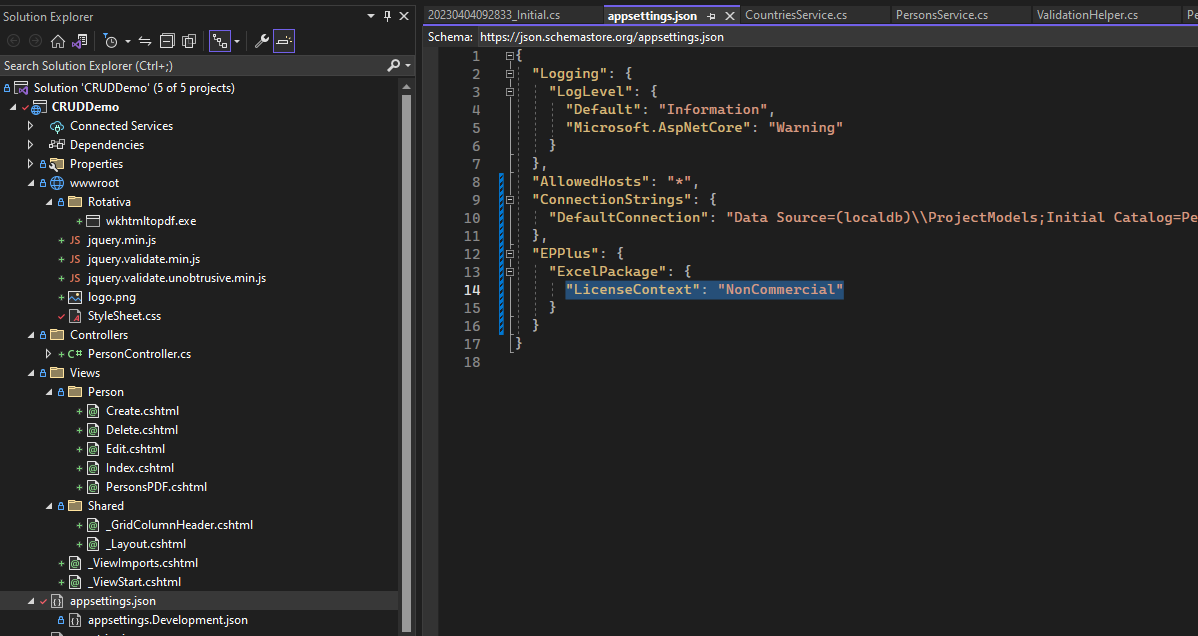 Solution Explorer
Search Solution Explorer (Ctrl+;)
Solution 'CRUDDemo' (5 of 5 projects)
CRUDDemo
Connected Services
Dependencies
Properties
wwwroot
Rotativa
wkhtmltopdf.exe
JS jquery.min.js
JS jquery.validate.min.js
JS jquery.validate.unobtrusive.min.js
logo.png
StyleSheet.css
Controllers
C# PersonController.cs
Views
Person
Create.cshtml
Delete.cshtml
Edit.cshtml
Index.cshtml
PersonsPDF.cshtml
Shared
_GridColumnHeader.cshtml
_Layout.cshtml
_ViewImports.cshtml
_ViewStart.cshtml
appsettings.json
appsettings.Development.json
20230404092833_Initial.cs appsettings.json CountriesService.cs PersonsService.cs ValidationHelper.cs Pe
Schema: https://json.schemastore.org/appsettings.json
1 {
2 "Logging": {
3 "LogLevel": {
4 "Default": "Information",
5 "Microsoft.AspNetCore": "Warning"
6 }
7 },
8 "AllowedHosts": "*",
9 "ConnectionStrings": {
10 "DefaultConnection": "Data Source=(localdb)\\ProjectModels;Initial Catalog=Pe
11 },
12 "EPPlus": {
13 "ExcelPackage": {
14 "LicenseContext": "NonCommercial"
15 }
16 }
17 }
18